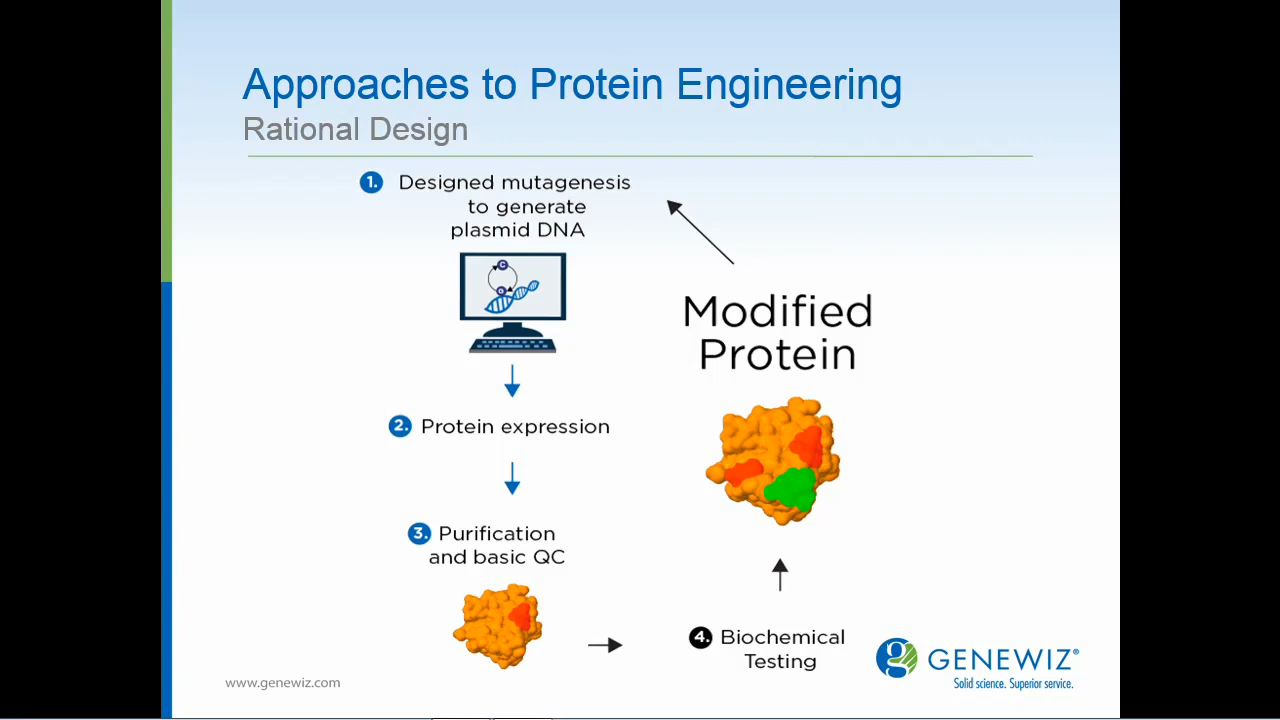 Approaches to Protein Engineering
Rational Design
1. Designed mutagenesis
to generate
plasmid DNA
2. Protein expression
3. Purification
and basic QC
4. Biochemical
Testing
Modified
Protein
GENEWIZ®
Solid science. Superior service.
www.genewiz.com